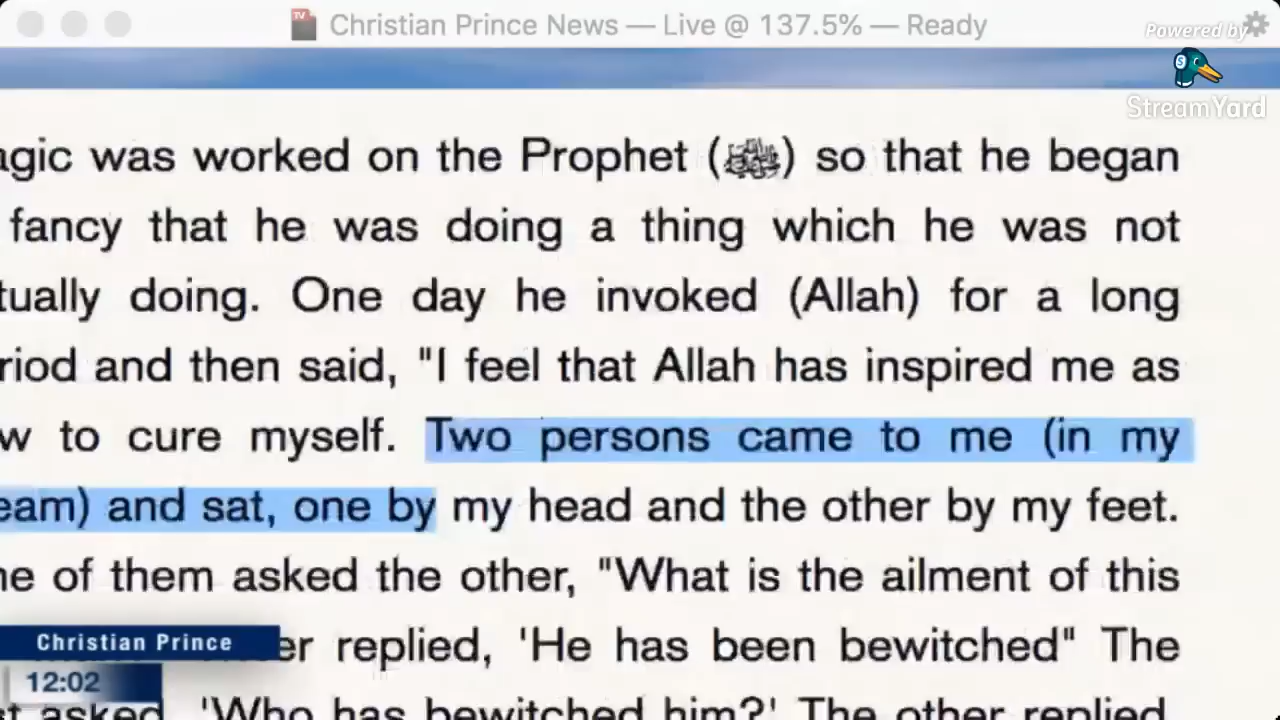 Christian Prince News — Live @ 137.5% — Ready
Powered by
StreamYard
agic was worked on the Prophet (ﷺ) so that he began
fancy that he was doing a thing which he was not
tually doing. One day he invoked (Allah) for a long
riod and then said, "I feel that Allah has inspired me as
w to cure myself. Two persons came to me (in my
eam) and sat, one by my head and the other by my feet.
ne of them asked the other, "What is the ailment of this
er replied, 'He has been bewitched" The
st asked, 'Who has bewitched him?' The other replied
Christian Prince
12:02